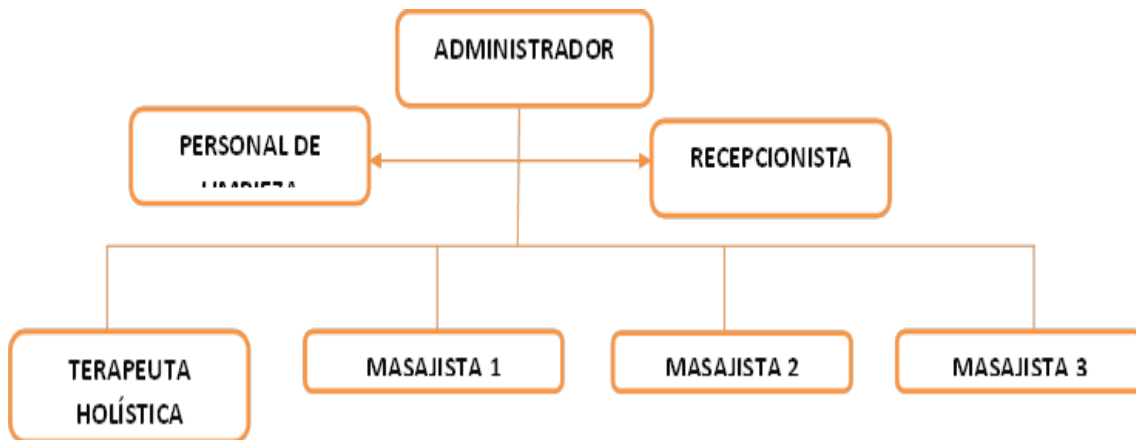 ADMINISTRADOR
PERSONAL DE
RECEPCIONISTA
TERAPEUTA
HOLÍSTICA
MASAJISTA 1
MASAJISTA 2
MASAJISTA 3